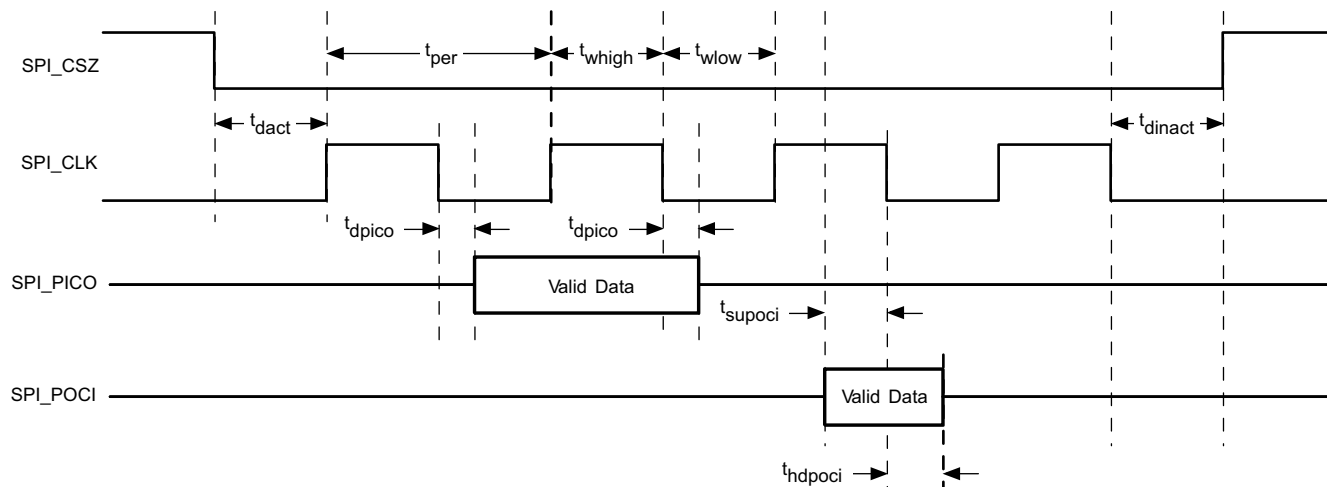 t_per
t_whigh
t_wlow
SPI_CSZ
t_dact
t_dinact
SPI_CLK
t_dpico
t_dpico
SPI_PICO
Valid Data
t_supoci
SPI_POCI
Valid Data
t_hdpoci